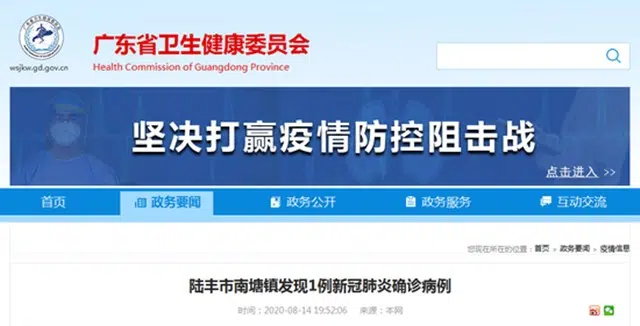 广东省卫生健康委员会
Health Commission of Guangdong Province
wsjkw.gd.gov.cn
坚决打赢疫情防控阻击战
点击进入 >>
首页 政务要闻 政务公开 政务服务 互动交流
您现在所在的位置：首页 > 政务要闻 > 疫情信息
陆丰市南塘镇发现1例新冠肺炎确诊病例
时间：2020-08-14 19:52:06 来源：本网